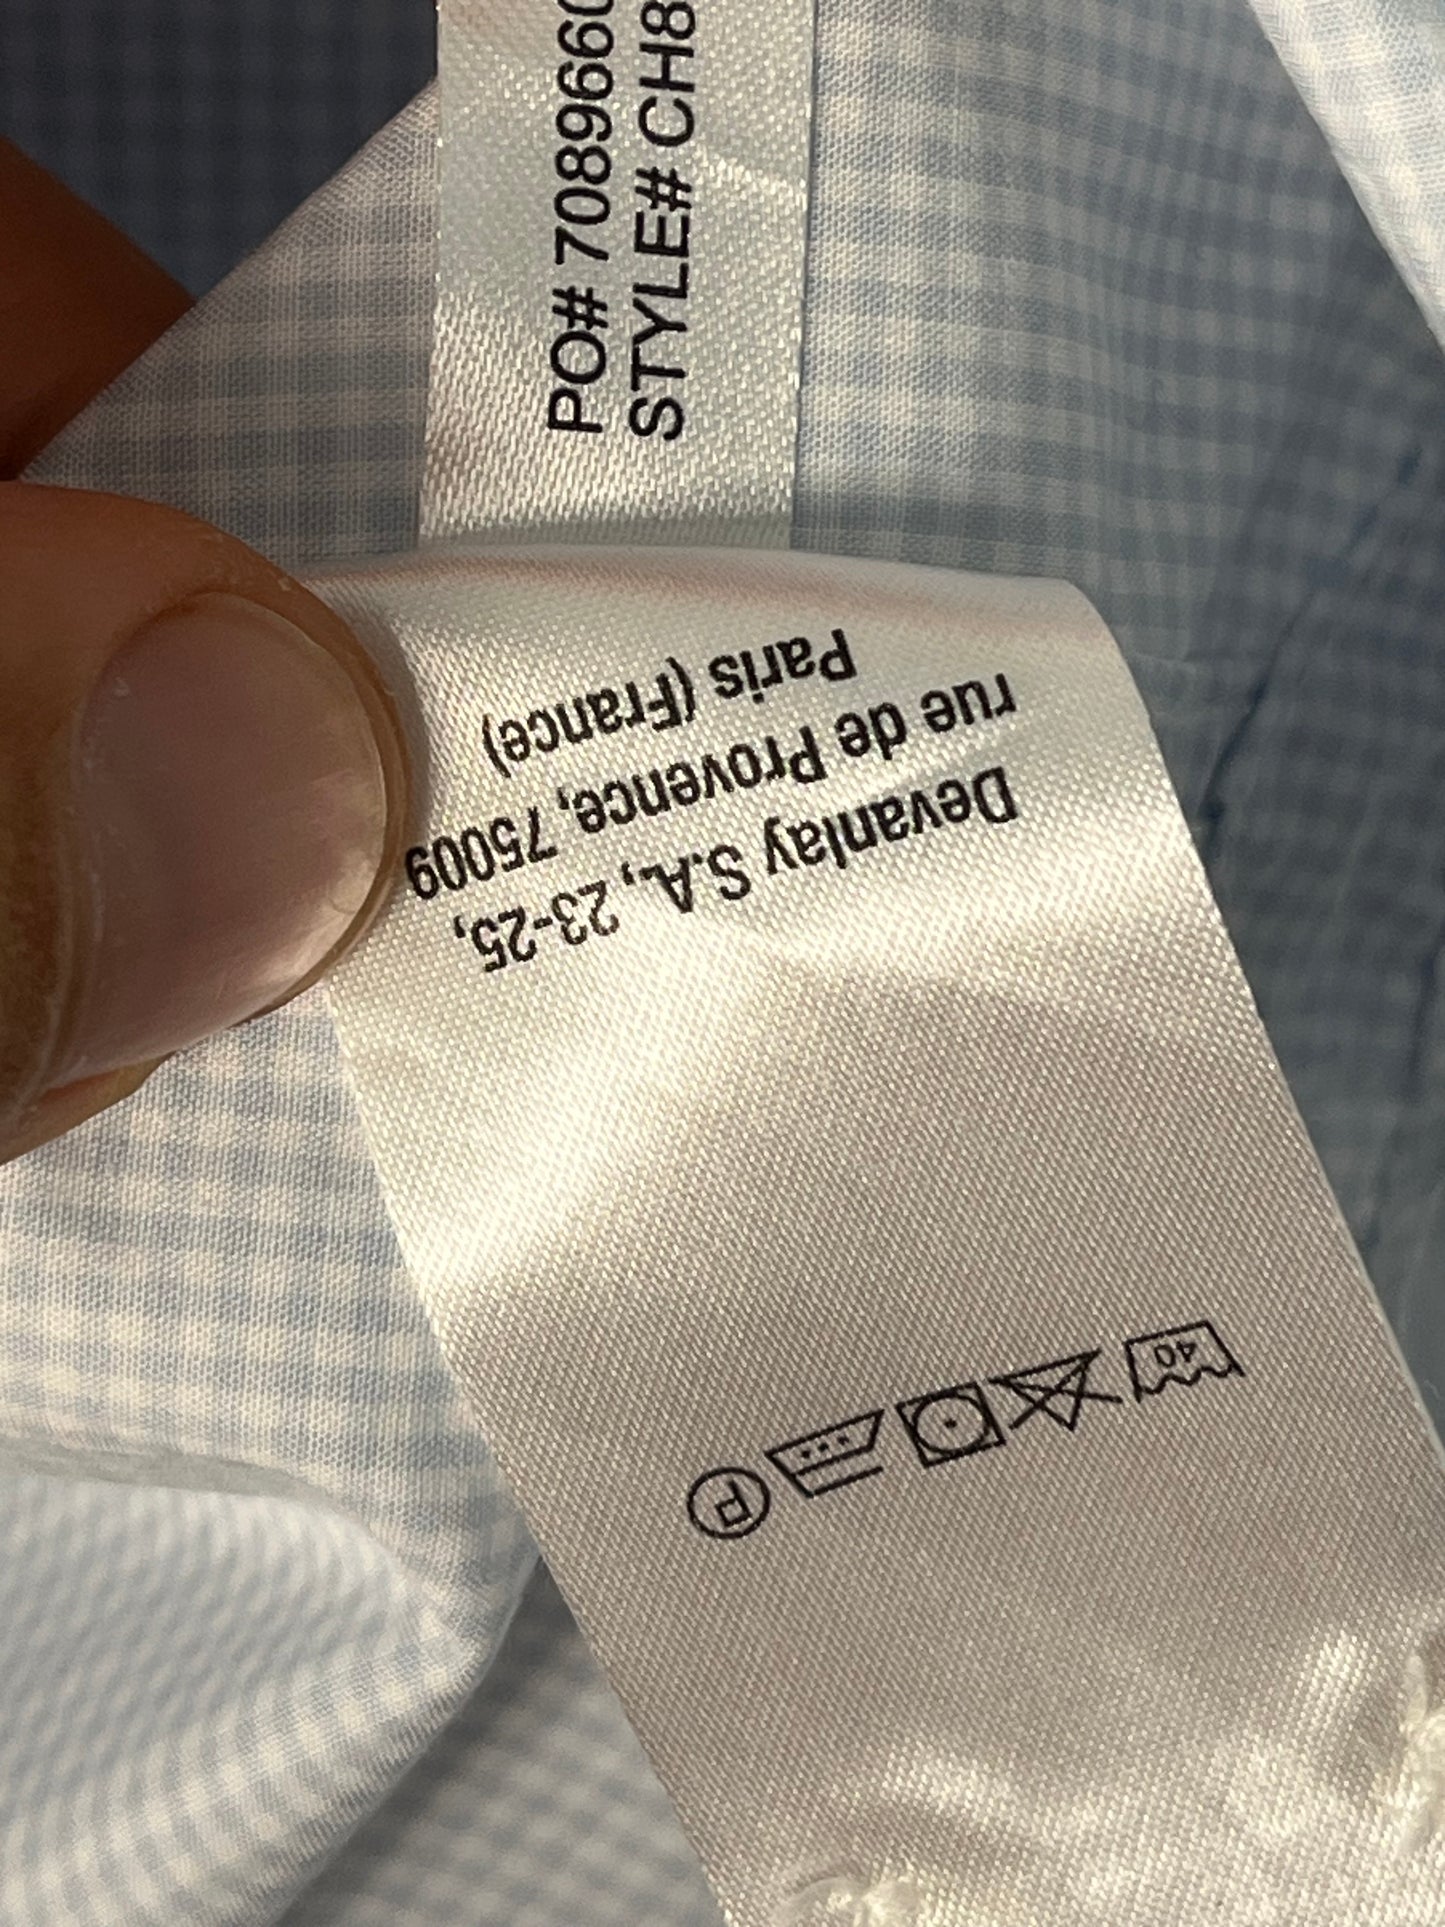 PO# 7089660
STYLE# CH8
Devanlay S.A., 23-25,
rue de Provence, 75009
Paris (France)
40
P